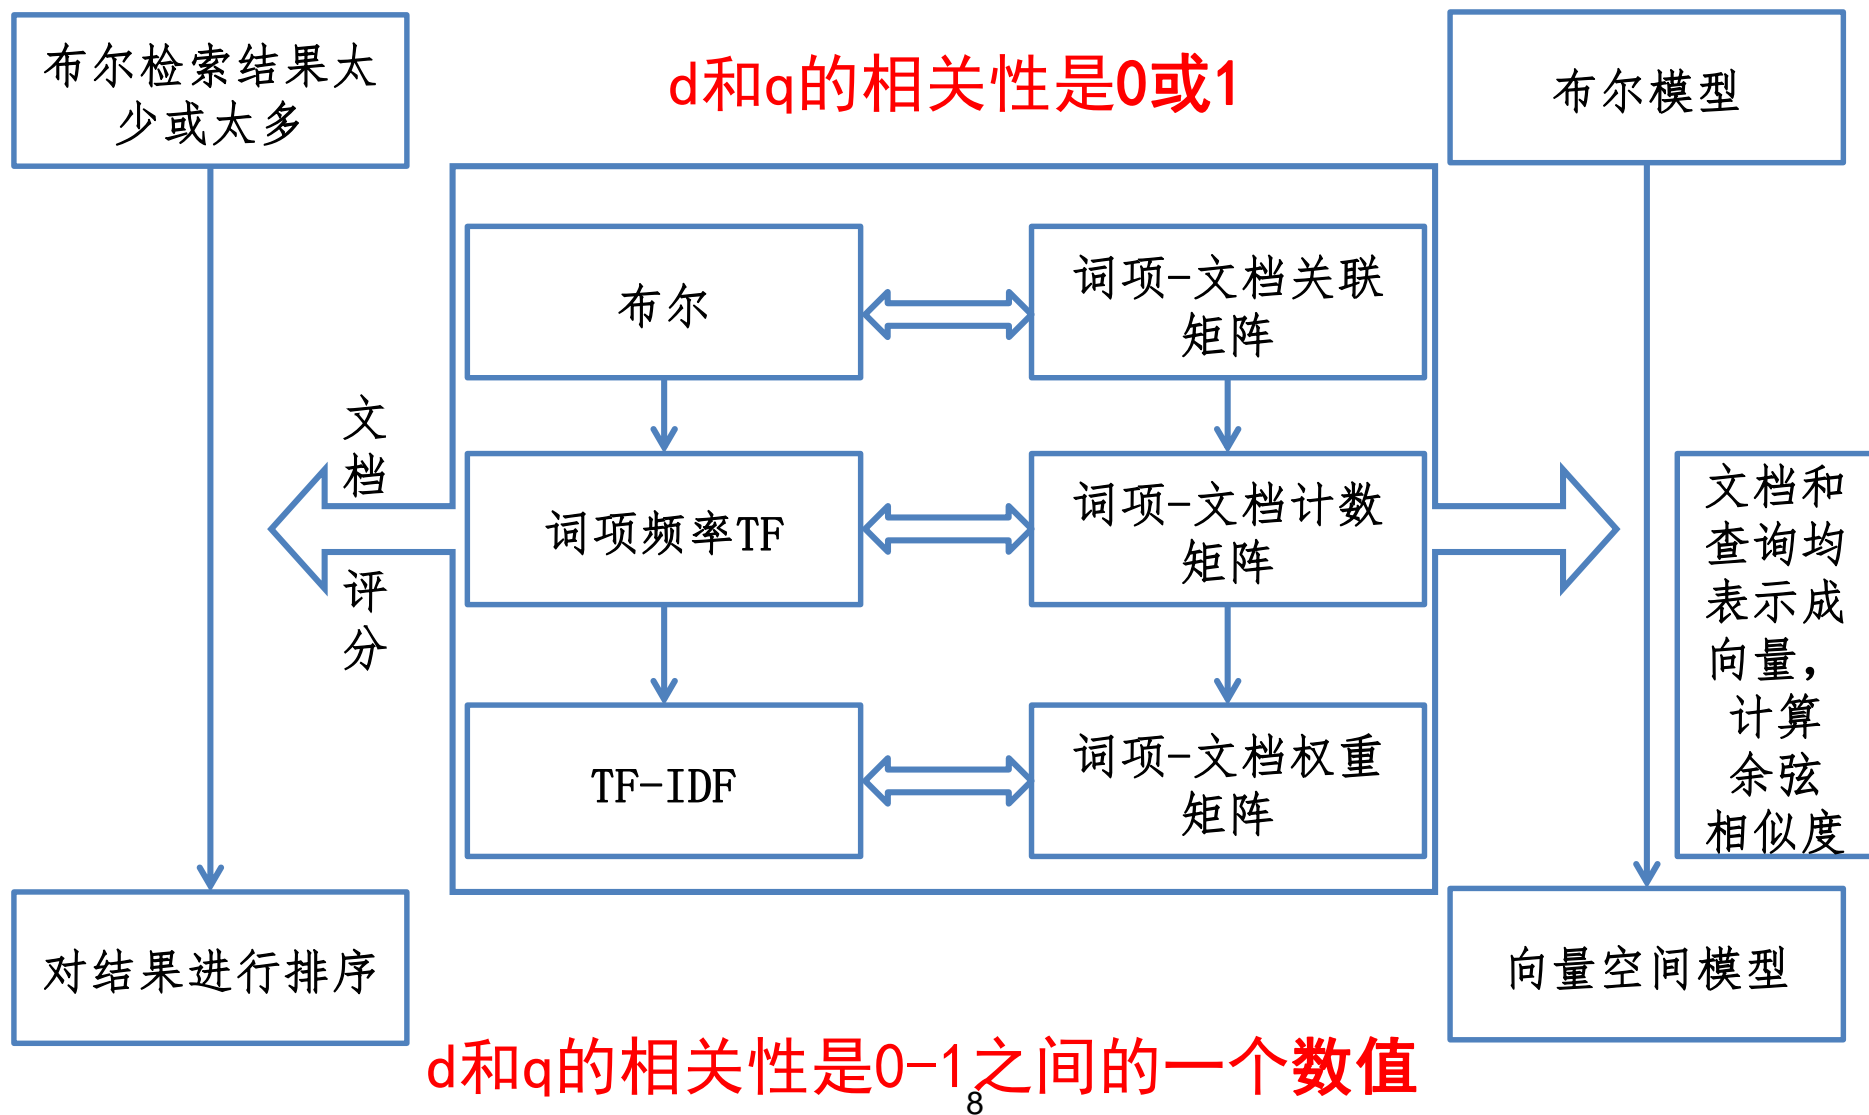 布尔检索结果太
少或太多
d和q的相关性是0或1
布尔模型
布尔
词项-文档关联
矩阵
文
档
评
分
词项频率TF
词项-文档计数
矩阵
TF-IDF
词项-文档权重
矩阵
文档和
查询均
表示成
向量，
计算
余弦
相似度
对结果进行排序
向量空间模型
d和q的相关性是0-1之间的一个数值
8